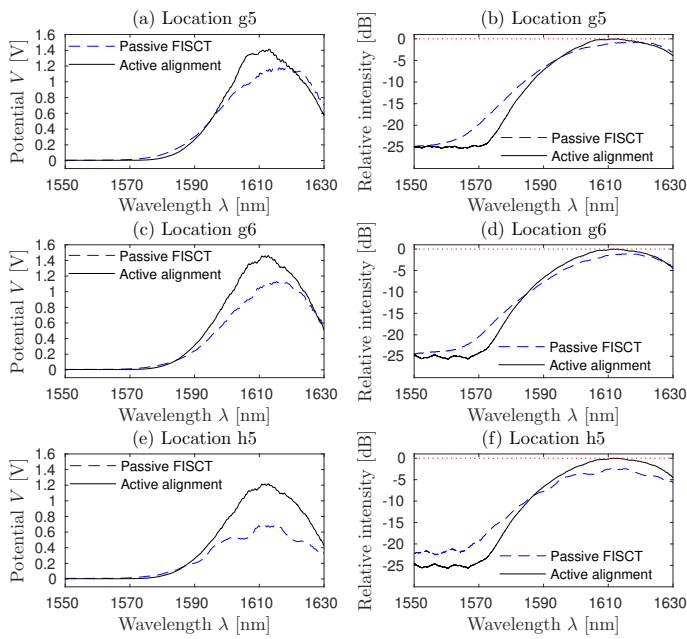 (a) Location g5
Potential V [V]
1.6
1.4
1.2
1
0.8
0.6
0.4
0.2
0
Passive FISCT
Active alignment
1550 1570 1590 1610 1630
Wavelength λ [nm]
(b) Location g5
Relative intensity [dB]
0
-5
-10
-15
-20
-25
Passive FISCT
Active alignment
1550 1570 1590 1610 1630
Wavelength λ [nm]
(c) Location g6
Potential V [V]
1.6
1.4
1.2
1
0.8
0.6
0.4
0.2
0
Passive FISCT
Active alignment
1550 1570 1590 1610 1630
Wavelength λ [nm]
(d) Location g6
Relative intensity [dB]
0
-5
-10
-15
-20
-25
Passive FISCT
Active alignment
1550 1570 1590 1610 1630
Wavelength λ [nm]
(e) Location h5
Potential V [V]
1.6
1.4
1.2
1
0.8
0.6
0.4
0.2
0
Passive FISCT
Active alignment
1550 1570 1590 1610 1630
Wavelength λ [nm]
(f) Location h5
Relative intensity [dB]
0
-5
-10
-15
-20
-25
Passive FISCT
Active alignment
1550 1570 1590 1610 1630
Wavelength λ [nm]